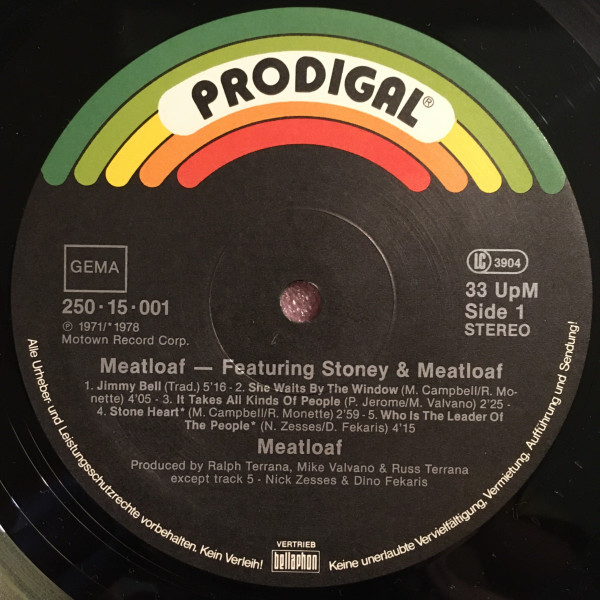 PRODIGAL®
GEMA
LC 3904
250·15·001
33 UpM
Side 1
STEREO
℗ 1971/*1978
Motown Record Corp.
Meatloaf — Featuring Stoney & Meatloaf
1. Jimmy Bell (Trad.) 5'16 - 2. She Waits By The Window (M. Campbell/R. Mo-
nette) 4'05 - 3. It Takes All Kinds Of People (P. Jerome/M. Valvano) 2'25 -
- 4. Stone Heart* (M. Campbell/R. Monette) 2'59 - 5. Who Is The Leader Of
The People* (N. Zesses/D. Fekaris) 4'15
Meatloaf
Produced by Ralph Terrana, Mike Valvano & Russ Terrana
except track 5 - Nick Zesses & Dino Fekaris
Alle Urheber- und Leistungsschutzrechte vorbehalten. Kein Verleih! Keine unerlaubte Vervielfältigung, Vermietung, Aufführung und Sendung!
VERTRIEB
bellaphon